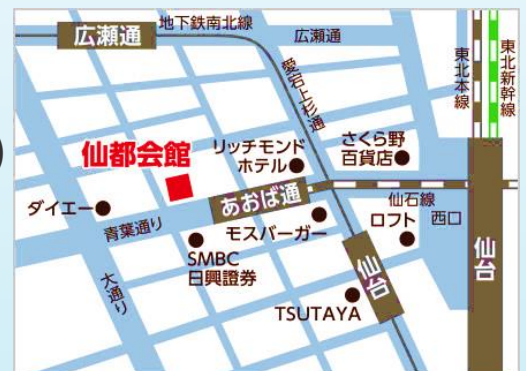 地下鉄南北線
広瀬通
広瀬通
愛宕上杉通
東北本線
東北新幹線
仙都会館
リッチモンド
ホテル
さくら野
百貨店
ダイエー
あおば通
仙石線
西口
青葉通り
モスバーガー
ロフト
SMBC
日興證券
仙台
仙台
大通り
TSUTAYA